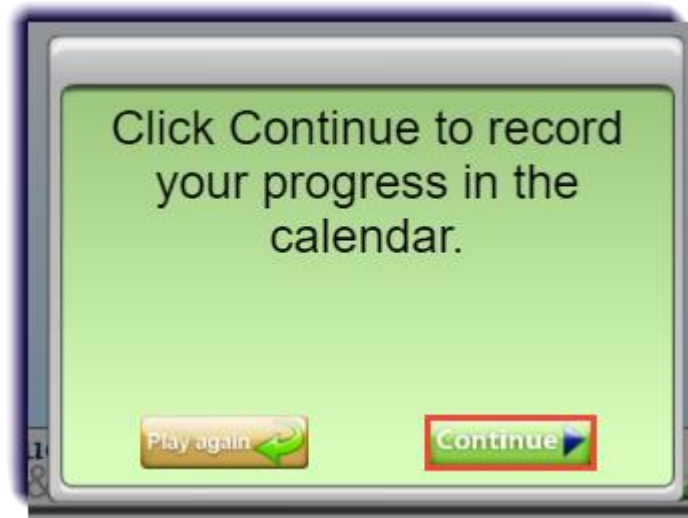 Click Continue to record
your progress in the
calendar.
Play again
Continue
&